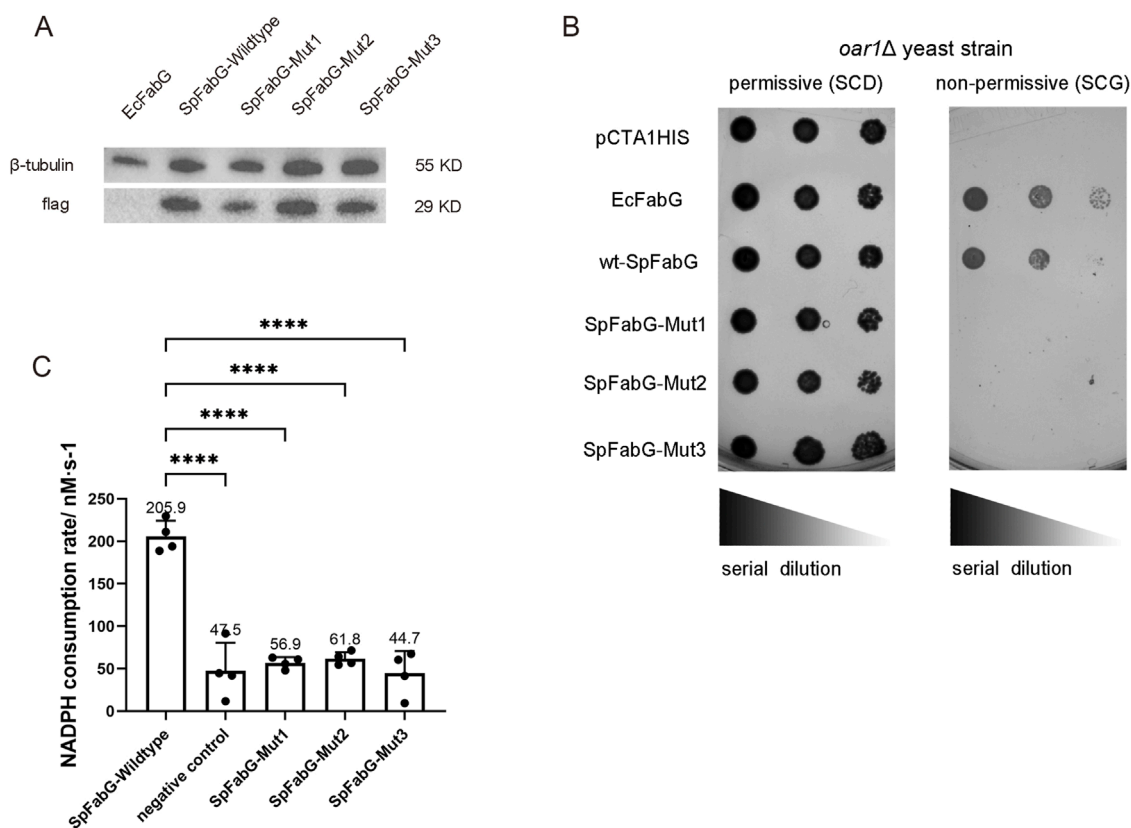 A
EcFabG
SpFabG-Wildtype
SpFabG-Mut1
SpFabG-Mut2
SpFabG-Mut3
β-tubulin
55 KD
flag
29 KD
B
oar1Δ yeast strain
permissive (SCD)
non-permissive (SCG)
pCTA1HIS
EcFabG
wt-SpFabG
SpFabG-Mut1
SpFabG-Mut2
SpFabG-Mut3
serial dilution
serial dilution
C
****
****
****
****
NADPH consumption rate/ nM·s-1
250
200
150
100
50
0
205.9
47.5
56.9
61.8
44.7
SpFabG-Wildtype
negative control
SpFabG-Mut1
SpFabG-Mut2
SpFabG-Mut3